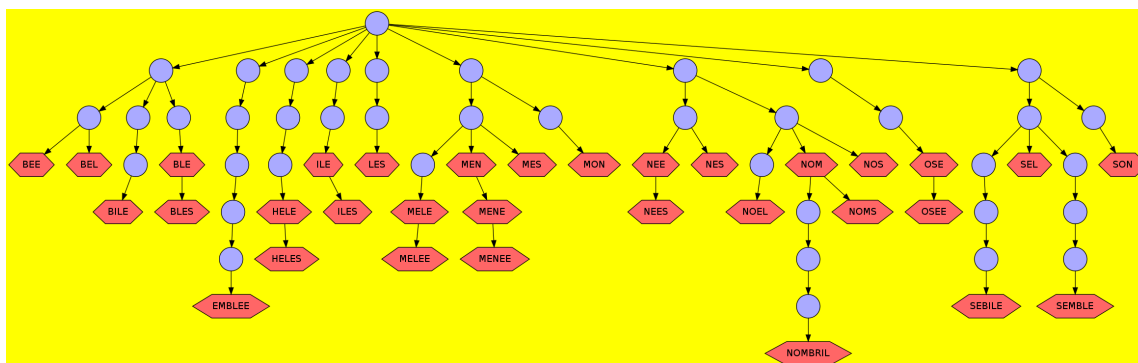 BEE BEL BLE ILE LES MEN MES MON NEE NES NOM NOS OSE SEL SON
BILE BLES HELE ILES MELE MENE NEES NOEL NOMS OSEE
HELES MELEE MENEE
EMBLEE SEBILE SEMBLE
NOMBRIL